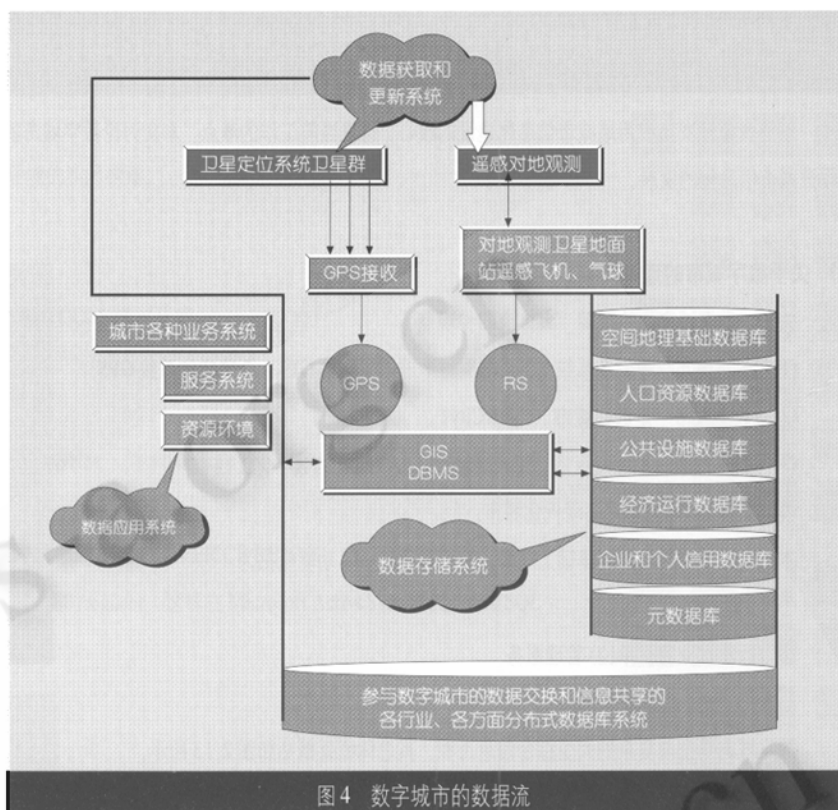 数据获取和
更新系统
卫星定位系统卫星群
遥感对地观测
GPS接收
对地观测卫星地面
站遥感飞机、气球
城市各种业务系统
服务系统
资源环境
数据应用系统
GPS
RS
GIS
DBMS
数据存储系统
空间地理基础数据库
人口资源数据库
公共设施数据库
经济运行数据库
企业和个人信用数据库
元数据库
参与数字城市的数据交换和信息共享的
各行业、各方面分布式数据库系统
图4 数字城市的数据流